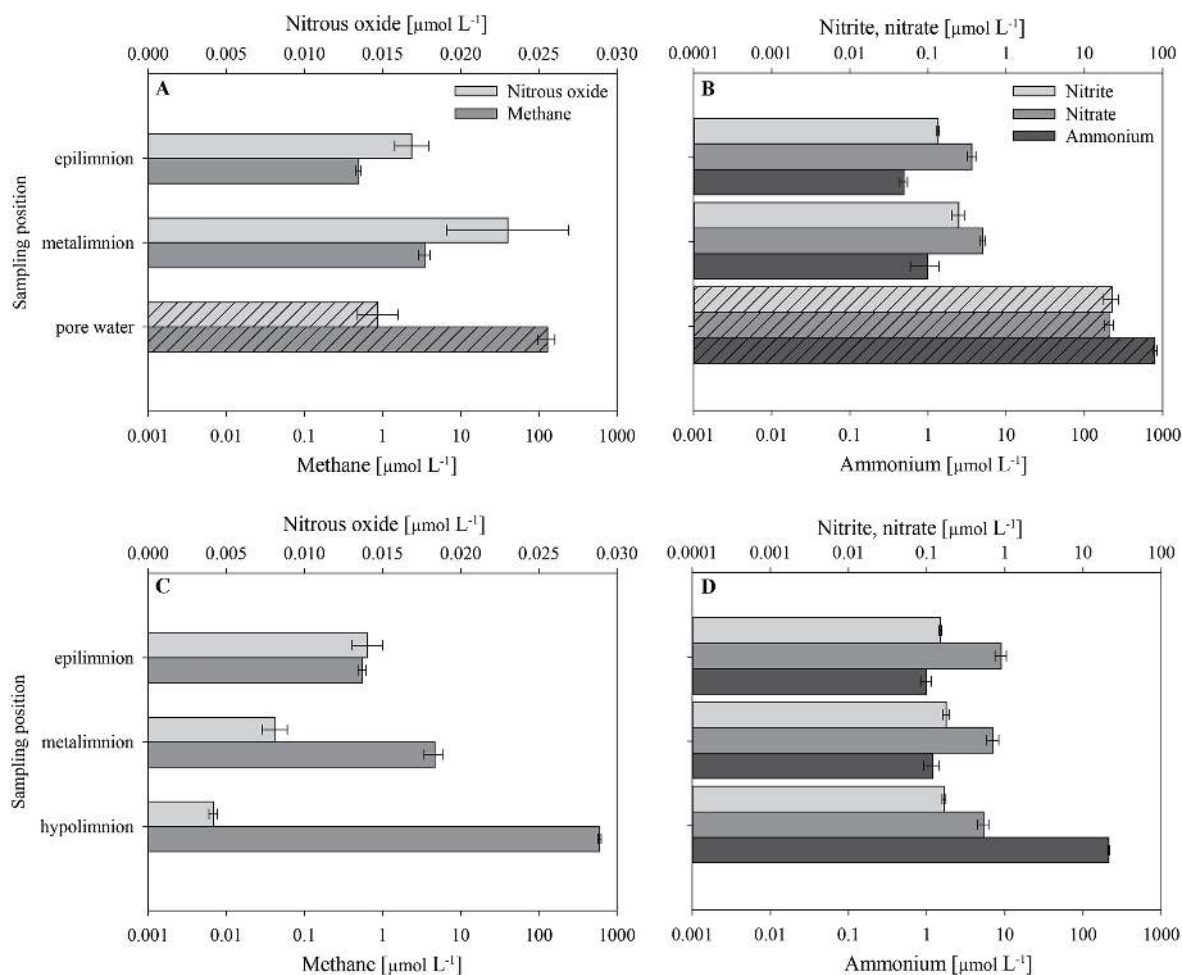 Nitrous oxide [µmol L⁻¹]
0.000 0.005 0.010 0.015 0.020 0.025 0.030
A
Nitrous oxide
Methane
Sampling position
epilimnion
metalimnion
pore water
0.001 0.01 0.1 1 10 100 1000
Methane [µmol L⁻¹]
Nitrite, nitrate [µmol L⁻¹]
0.0001 0.001 0.01 0.1 1 10 80
B
Nitrite
Nitrate
Ammonium
0.001 0.01 0.1 1 10 100 1000
Ammonium [µmol L⁻¹]
Nitrous oxide [µmol L⁻¹]
0.000 0.005 0.010 0.015 0.020 0.025 0.030
C
Sampling position
epilimnion
metalimnion
hypolimnion
0.001 0.01 0.1 1 10 100 1000
Methane [µmol L⁻¹]
Nitrite, nitrate [µmol L⁻¹]
0.0001 0.001 0.01 0.1 1 10 100
D
0.001 0.01 0.1 1 10 100 1000
Ammonium [µmol L⁻¹]